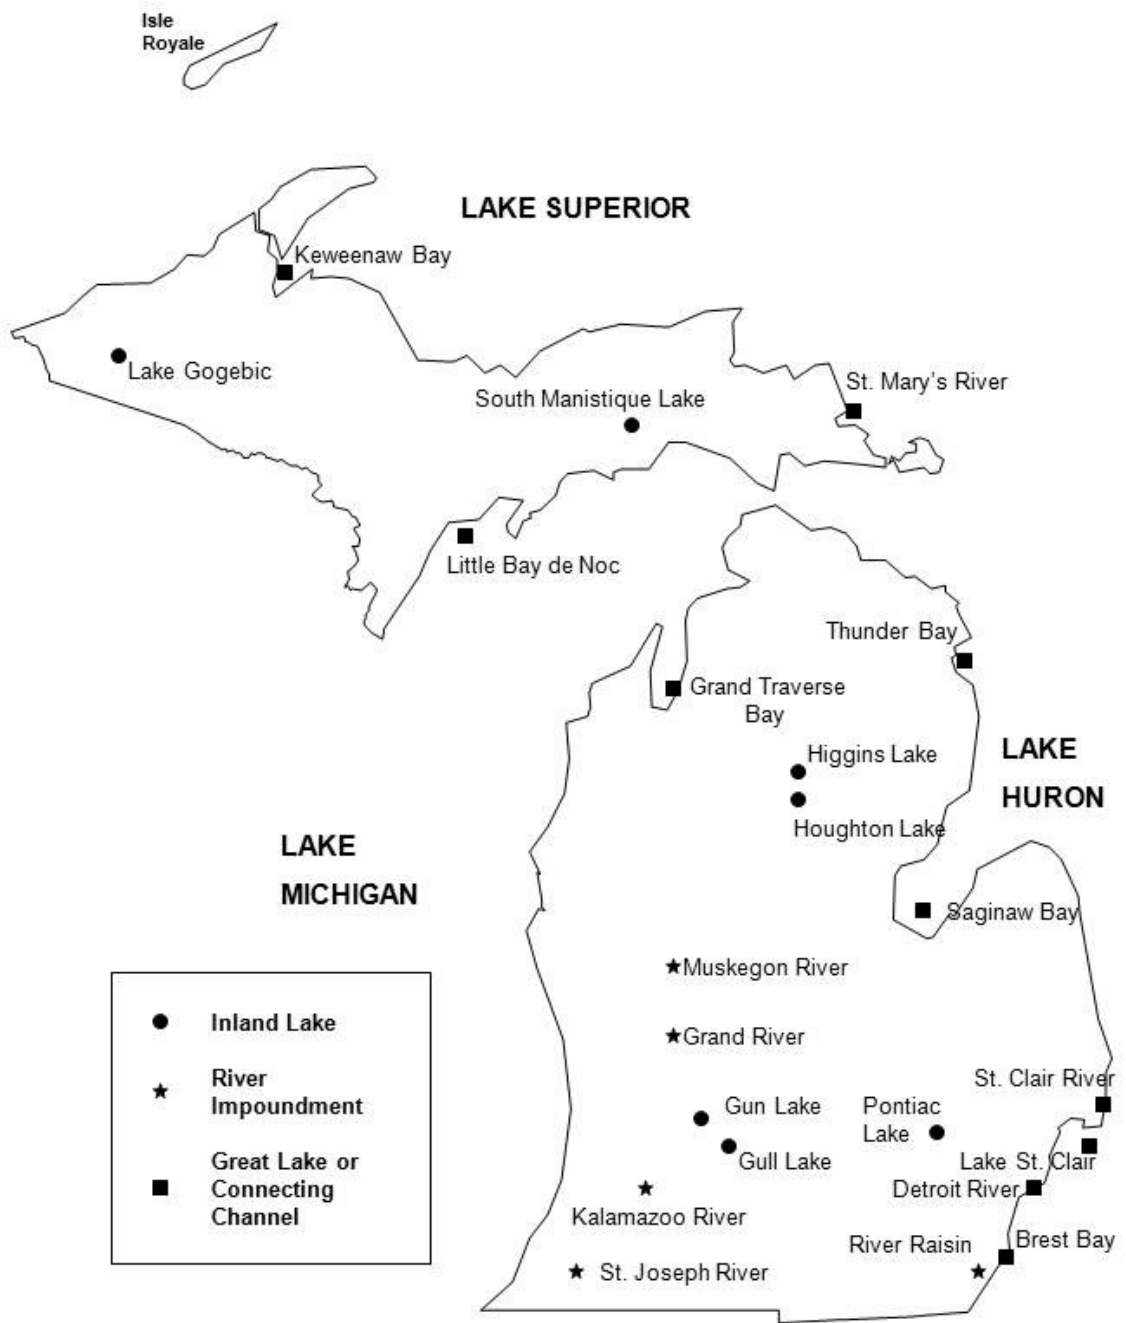 Isle
Royale
LAKE SUPERIOR
Keweenaw Bay
Lake Gogebic
St. Mary's River
South Manistique Lake
Little Bay de Noc
Thunder Bay
Grand Traverse
Bay
LAKE
HURON
Higgins Lake
Houghton Lake
LAKE
MICHIGAN
Saginaw Bay
Muskegon River
Grand River
St. Clair River
Gun Lake
Pontiac
Lake
Gull Lake
Lake St. Clair
Detroit River
Kalamazoo River
River Raisin
Brest Bay
St. Joseph River
Inland Lake
River
Impoundment
Great Lake or
Connecting
Channel